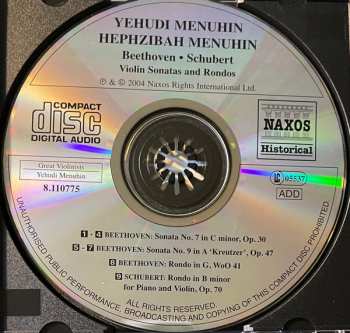 YEHUDI MENUHIN
HEPHZIBAH MENUHIN
Beethoven • Schubert
Violin Sonatas and Rondos
℗ & © 2004 Naxos Rights International Ltd.
COMPACT
disc
DIGITAL AUDIO
NAXOS
Historical
Great Violinists
Yehudi Menuhin
8.110775
LC 05537
ADD
1 - 4 BEETHOVEN: Sonata No. 7 in C minor, Op. 30
5 - 7 BEETHOVEN: Sonata No. 9 in A 'Kreutzer', Op. 47
8 BEETHOVEN: Rondo in G, WoO 41
9 SCHUBERT: Rondo in B minor
for Piano and Violin, Op. 70
UNAUTHORISED PUBLIC PERFORMANCE, BROADCASTING AND COPYING OF THIS COMPACT DISC PROHIBITED.
ALL RIGHTS RESERVED.